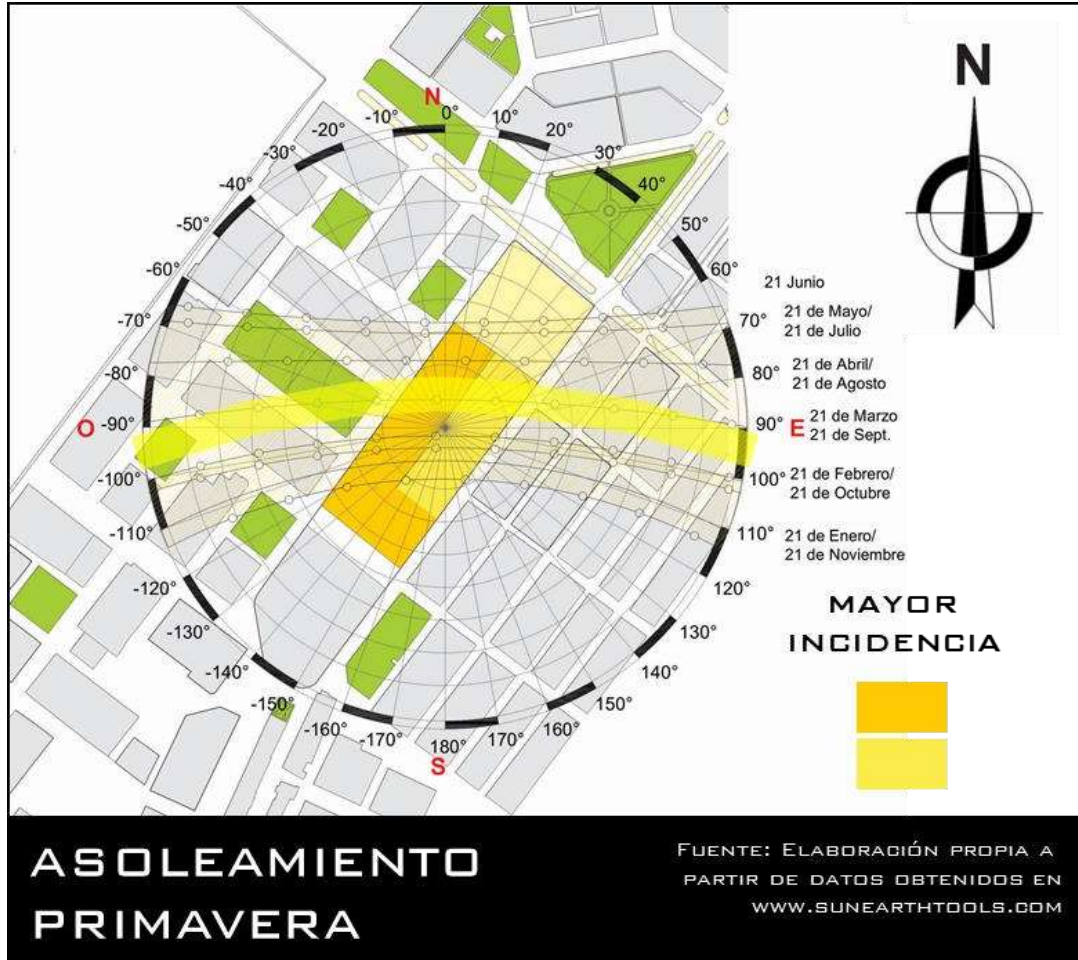 N
N
-10°
0°
10°
-20°
20°
-30°
30°
-40°
40°
-50°
50°
-60°
60°
21 Junio
-70°
70°
21 de Mayo/
21 de Julio
-80°
80°
21 de Abril/
21 de Agosto
O
-90°
90°
E
21 de Marzo
21 de Sept.
-100°
100°
21 de Febrero/
21 de Octubre
-110°
110°
21 de Enero/
21 de Noviembre
-120°
120°
-130°
130°
-140°
140°
-150°
150°
-160°
160°
-170°
170°
180°
S
MAYOR
INCIDENCIA
ASOLEAMIENTO
PRIMAVERA
FUENTE: ELABORACIÓN PROPIA A
PARTIR DE DATOS OBTENIDOS EN
WWW.SUNEARTHTOOLS.COM